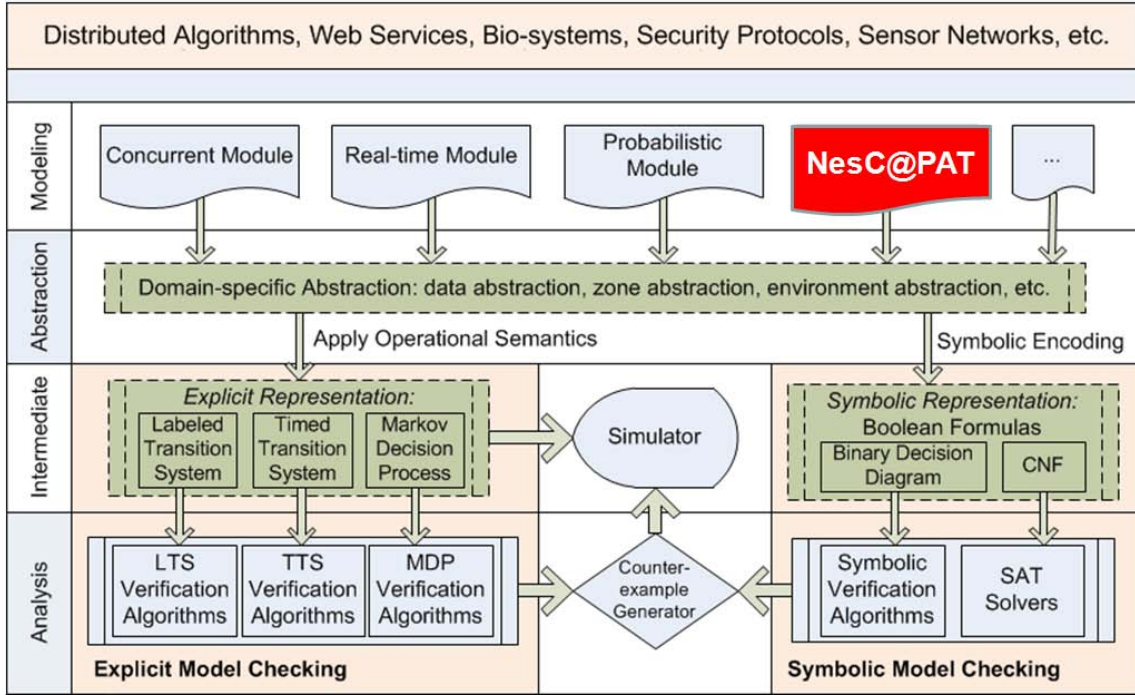 Distributed Algorithms, Web Services, Bio-systems, Security Protocols, Sensor Networks, etc.
Modeling
Concurrent Module
Real-time Module
Probabilistic
Module
NesC@PAT
...
Abstraction
Domain-specific Abstraction: data abstraction, zone abstraction, environment abstraction, etc.
Apply Operational Semantics
Symbolic Encoding
Intermediate
Explicit Representation:
Labeled
Transition
System
Timed
Transition
System
Markov
Decision
Process
Simulator
Symbolic Representation:
Boolean Formulas
Binary Decision
Diagram
CNF
Analysis
LTS
Verification
Algorithms
TTS
Verification
Algorithms
MDP
Verification
Algorithms
Counter-
example
Generator
Symbolic
Verification
Algorithms
SAT
Solvers
Explicit Model Checking
Symbolic Model Checking